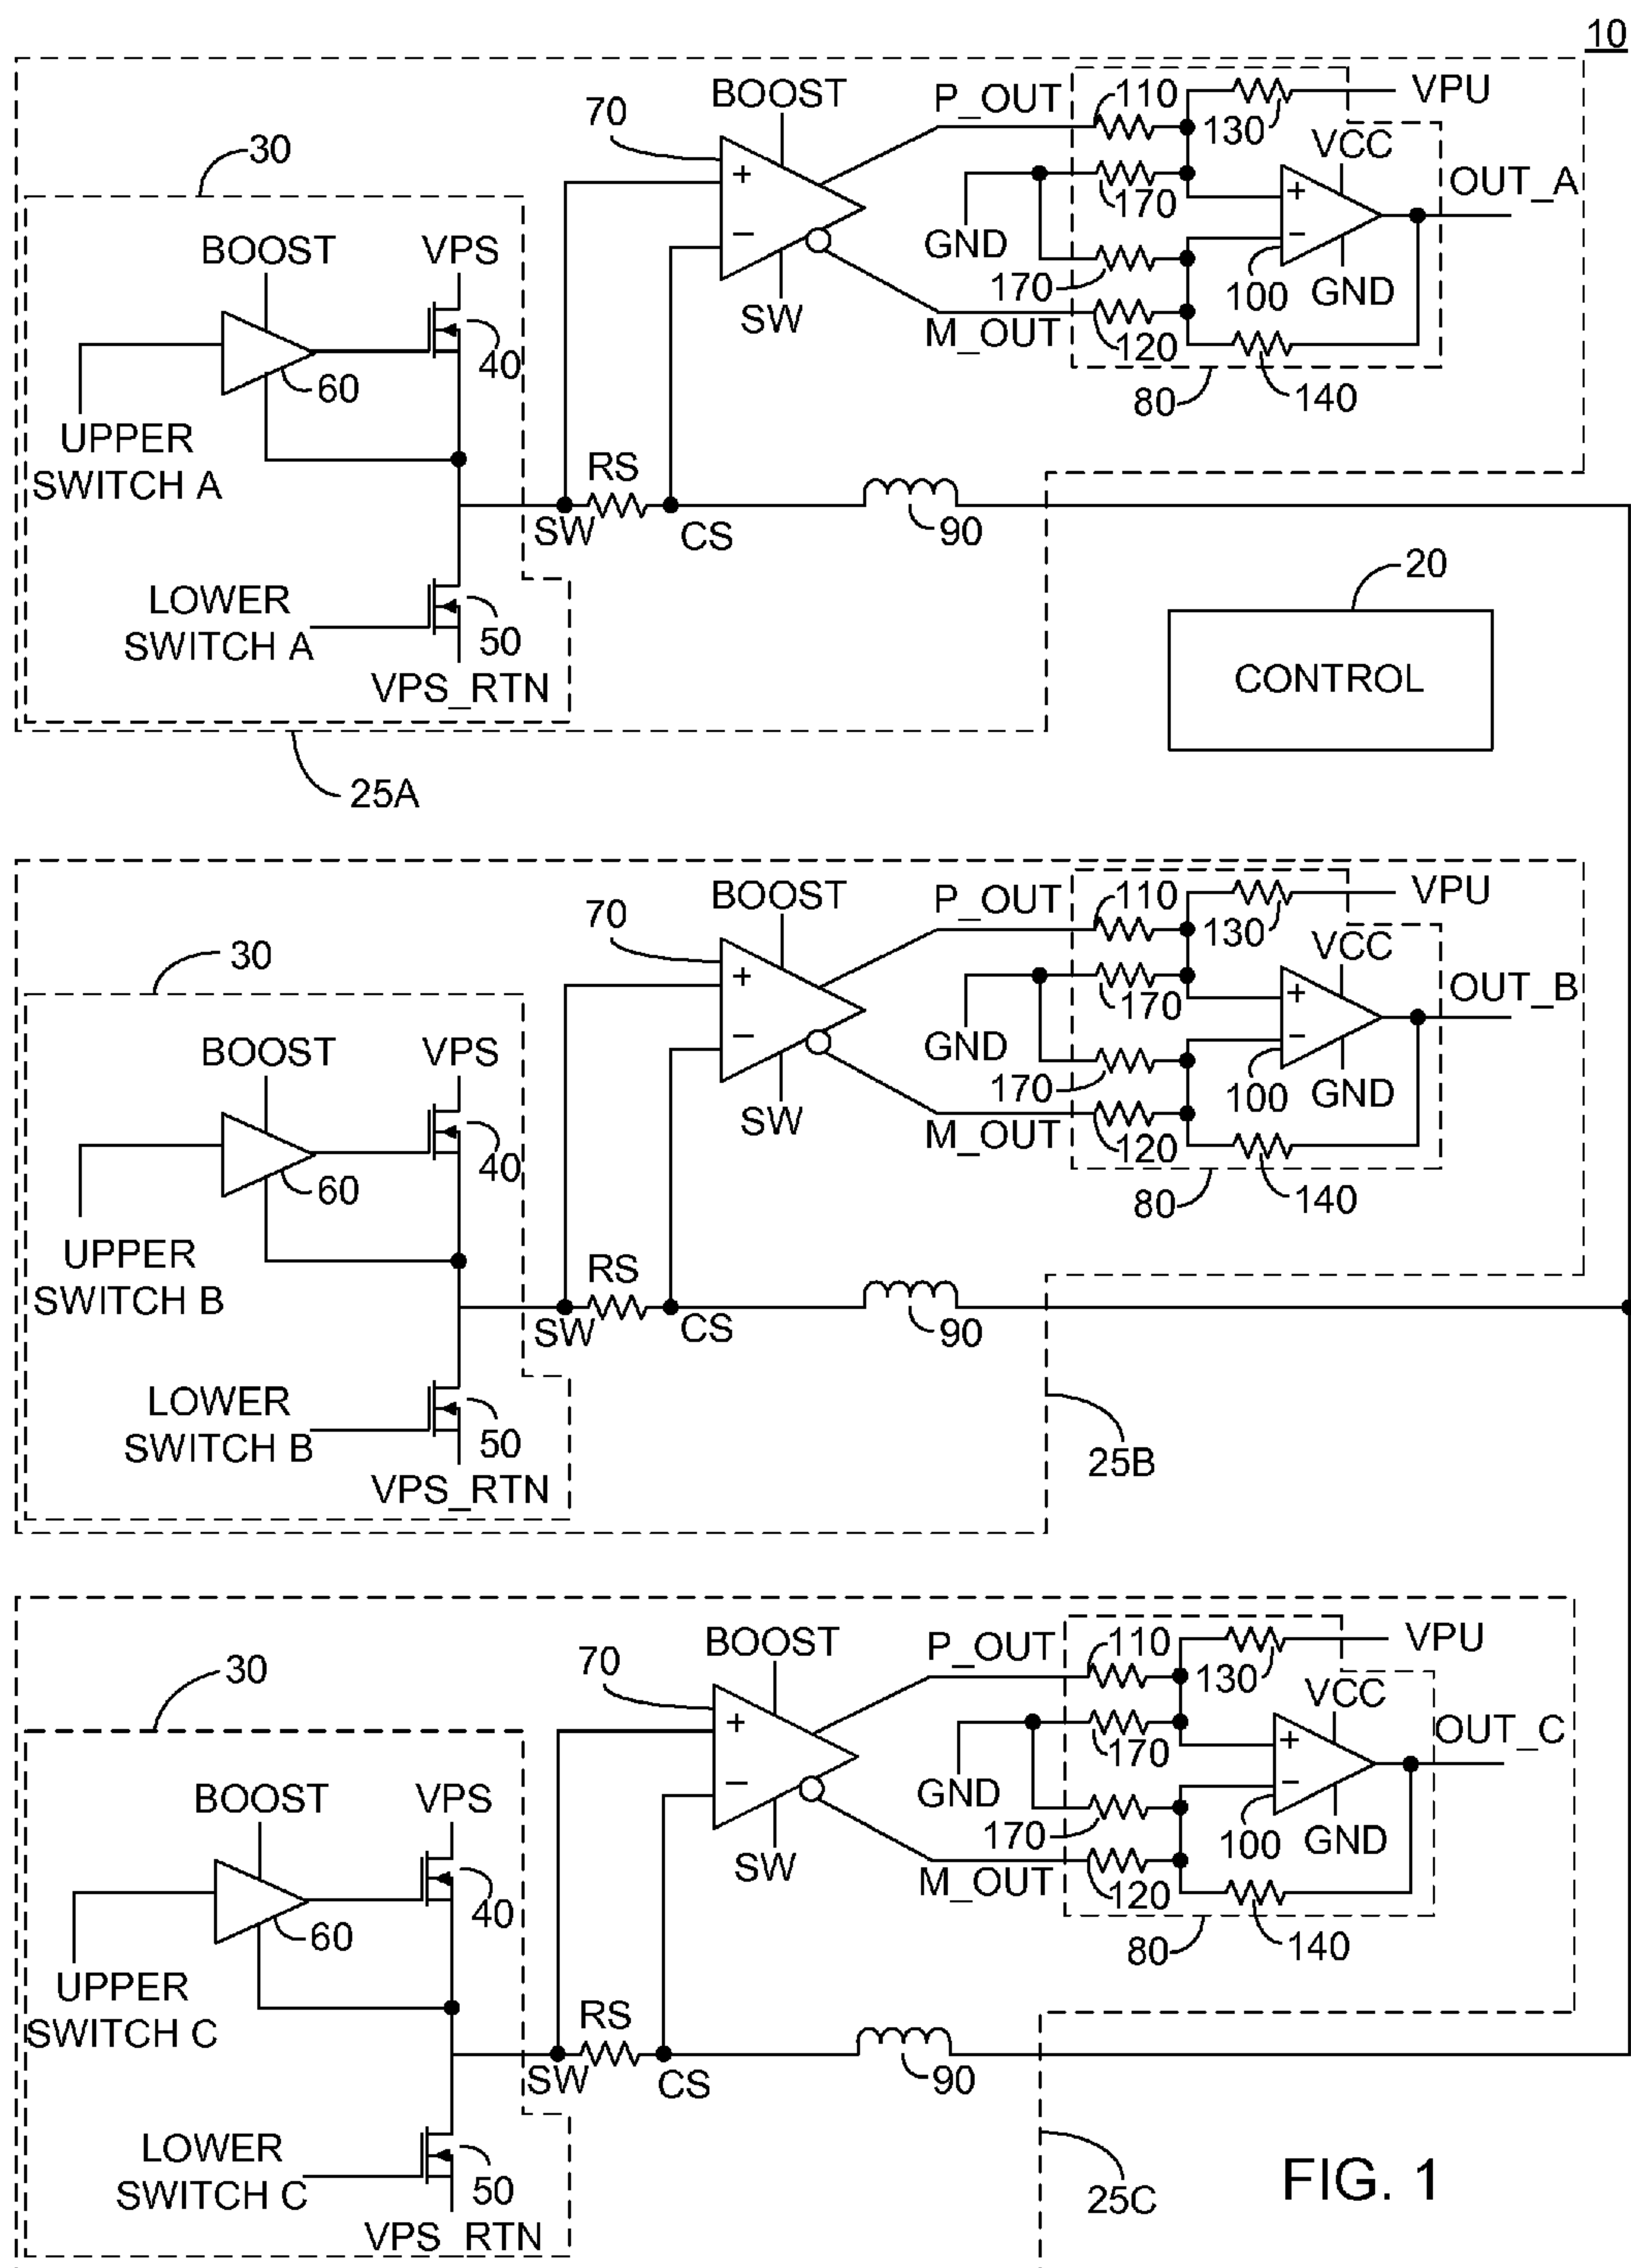 10
BOOST
P_OUT
110
VPU
70
130
30
+
VCC
170
+
OUT_A
BOOST
VPS
−
GND
−
170
100
GND
SW
M_OUT
120
40
60
80
140
UPPER
SWITCH A
RS
SW
CS
90
20
LOWER
SWITCH A
50
CONTROL
VPS_RTN
25A
BOOST
P_OUT
110
VPU
70
130
30
+
VCC
170
+
OUT_B
BOOST
VPS
−
GND
−
170
100
GND
SW
M_OUT
120
40
60
80
140
UPPER
SWITCH B
RS
SW
CS
90
LOWER
SWITCH B
50
25B
VPS_RTN
BOOST
P_OUT
110
VPU
70
130
30
+
VCC
170
+
OUT_C
BOOST
VPS
−
GND
−
170
100
GND
SW
M_OUT
120
40
60
80
140
UPPER
SWITCH C
RS
SW
CS
90
LOWER
SWITCH C
50
25C
FIG. 1
VPS_RTN